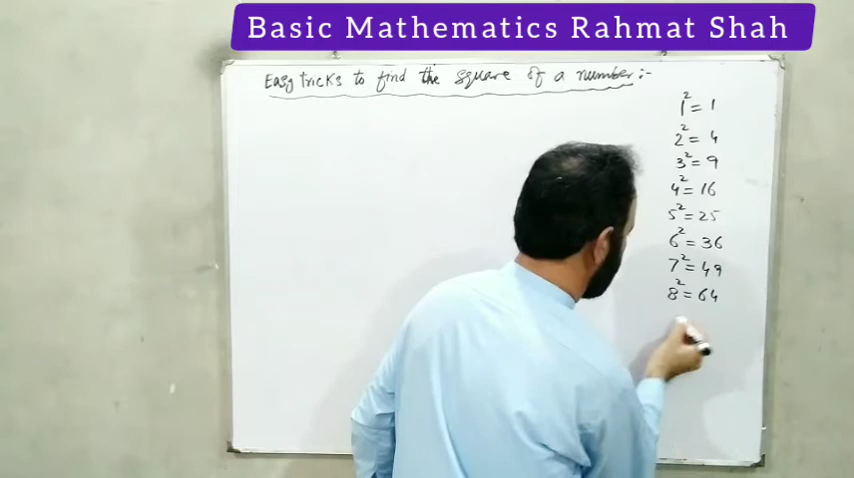 Basic Mathematics Rahmat Shah
Easy tricks to find the square of a number:-
1² = 1
2² = 4
3² = 9
4² = 16
5² = 25
6² = 36
7² = 49
8² = 64